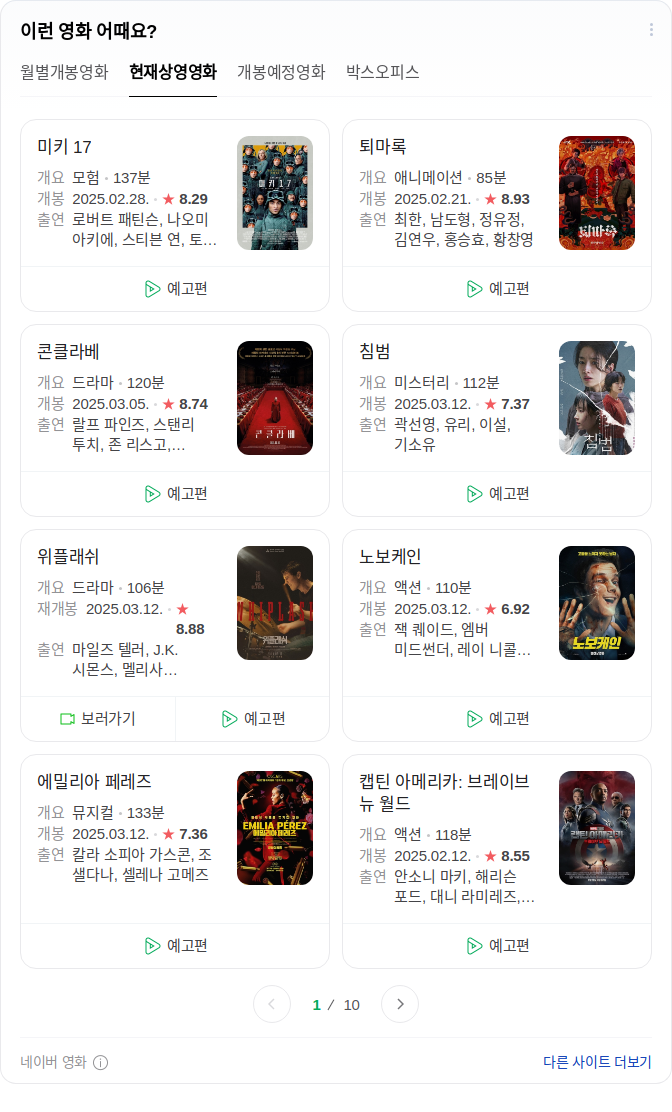 이런 영화 어때요?
월별개봉영화 현재상영영화 개봉예정영화 박스오피스
미키 17
개요 모험 · 137분
개봉 2025.02.28. · ★ 8.29
출연 로버트 패틴슨, 나오미
아키에, 스티븐 연, 토...
미키 17
예고편
퇴마록
개요 애니메이션 · 85분
개봉 2025.02.21. · ★ 8.93
출연 최한, 남도형, 정유정,
김연우, 홍승효, 황창영
퇴마록
예고편
콘클라베
개요 드라마 · 120분
개봉 2025.03.05. · ★ 8.74
출연 랄프 파인즈, 스탠리
투치, 존 리스고,...
콘클라베
예고편
침범
개요 미스터리 · 112분
개봉 2025.03.12. · ★ 7.37
출연 곽선영, 유리, 이설,
기소유
침범
예고편
위플래쉬
개요 드라마 · 106분
재개봉 2025.03.12. · ★
8.88
출연 마일즈 텔러, J.K.
시몬스, 멜리사...
WHIPLASH
위플래쉬
보러가기
예고편
노보케인
개요 액션 · 110분
개봉 2025.03.12. · ★ 6.92
출연 잭 퀘이드, 엠버
미드썬더, 레이 니콜...
노보케인
예고편
에밀리아 페레즈
개요 뮤지컬 · 133분
개봉 2025.03.12. · ★ 7.36
출연 칼라 소피아 가스콘, 조
샐다나, 셀레나 고메즈
EMILIA PÉREZ
에밀리아 페레즈
예고편
캡틴 아메리카: 브레이브
뉴 월드
개요 액션 · 118분
개봉 2025.02.12. · ★ 8.55
출연 안소니 마키, 해리슨
포드, 대니 라미레즈,...
캡틴 아메리카
예고편
1 / 10
네이버 영화
다른 사이트 더보기